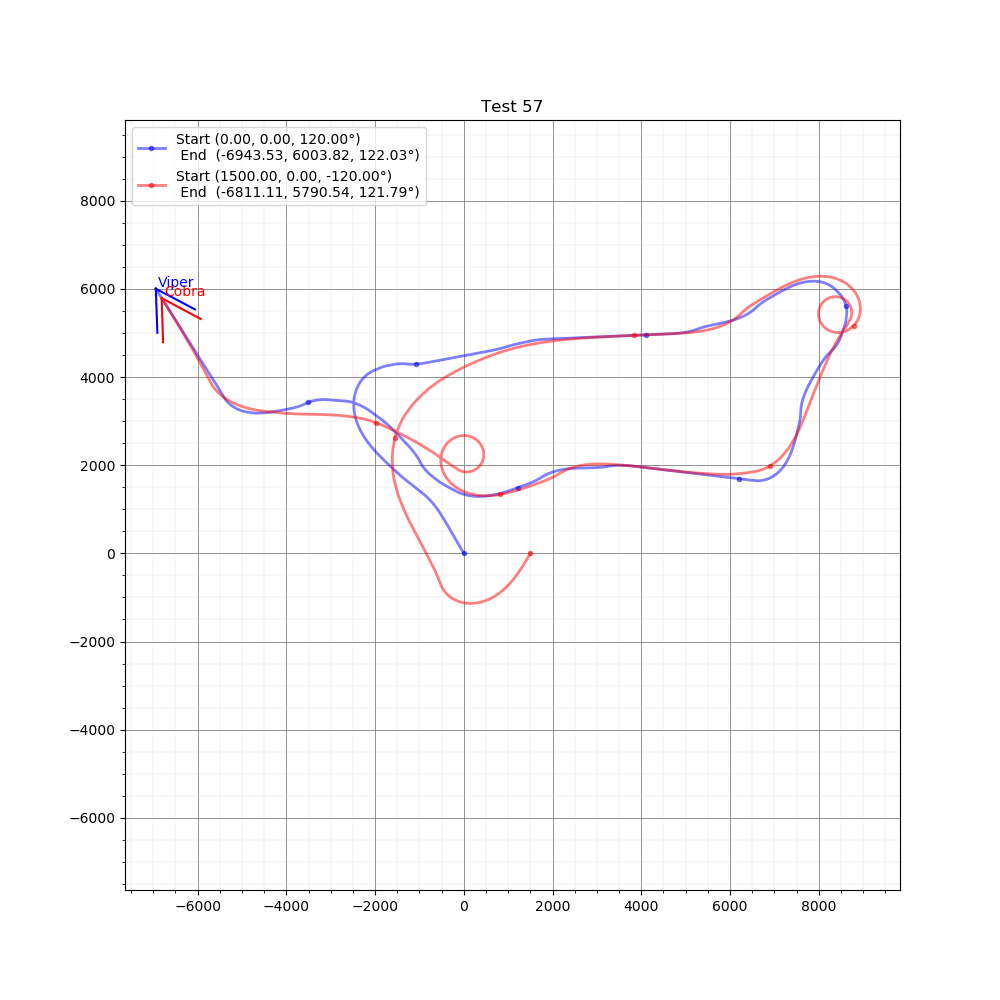 Test 57
Start (0.00, 0.00, 120.00°)
End  (-6943.53, 6003.82, 122.03°)
Start (1500.00, 0.00, -120.00°)
End  (-6811.11, 5790.54, 121.79°)
8000
Viper
Cobra
6000
4000
2000
0
−2000
−4000
−6000
−6000 −4000 −2000 0 2000 4000 6000 8000